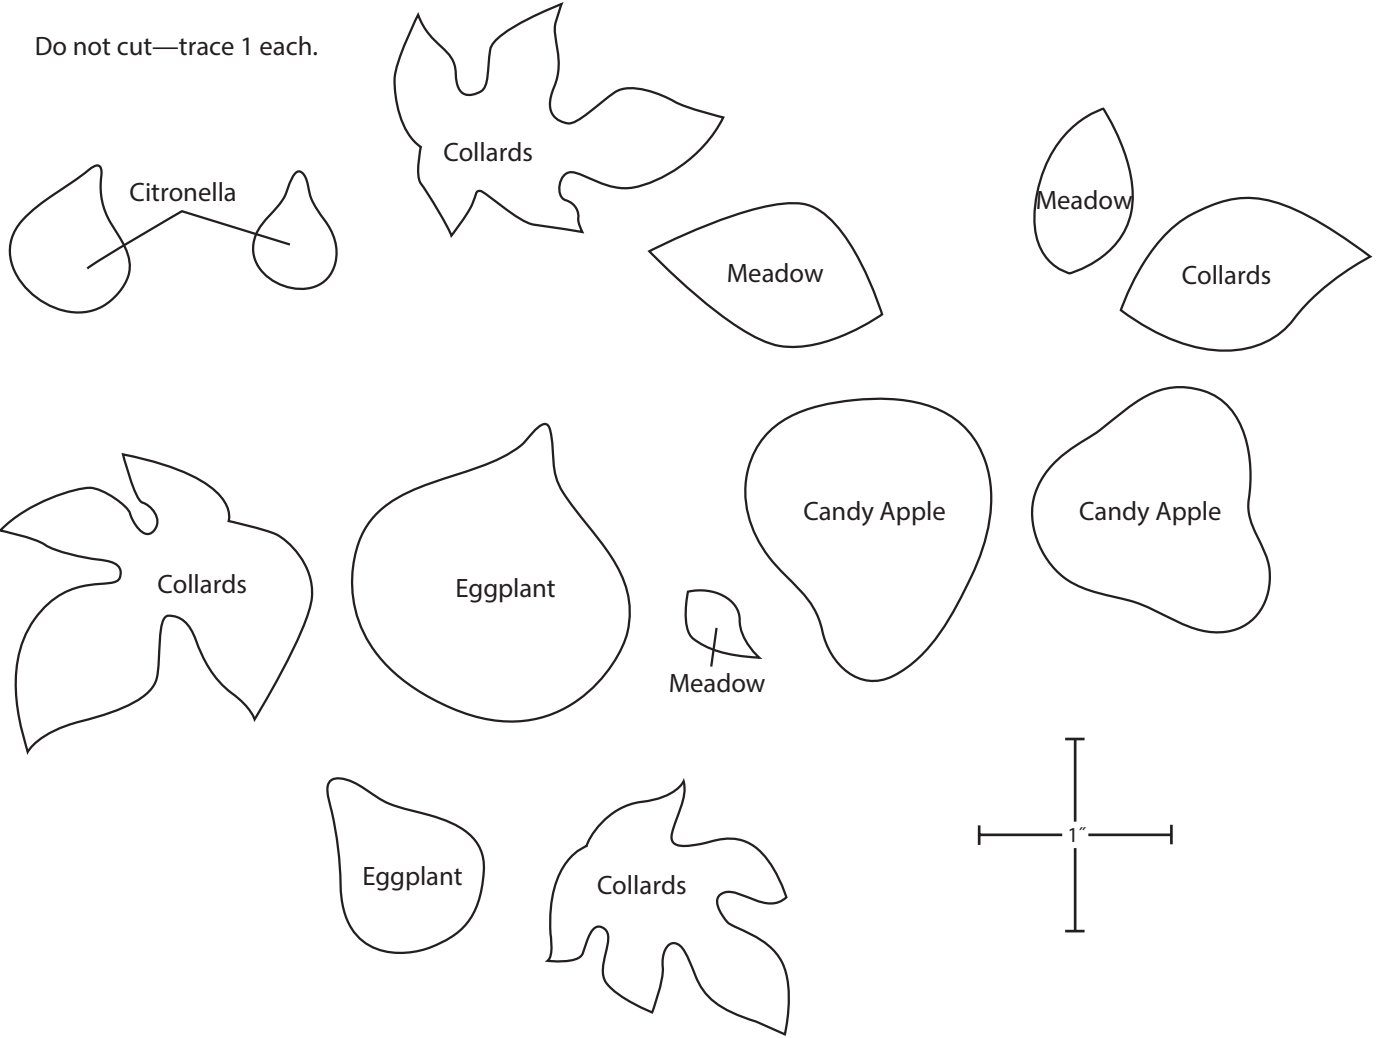 Do not cut—trace 1 each.
Collards
Citronella
Meadow
Meadow
Collards
Candy Apple
Candy Apple
Collards
Eggplant
Meadow
1″
Eggplant
Collards